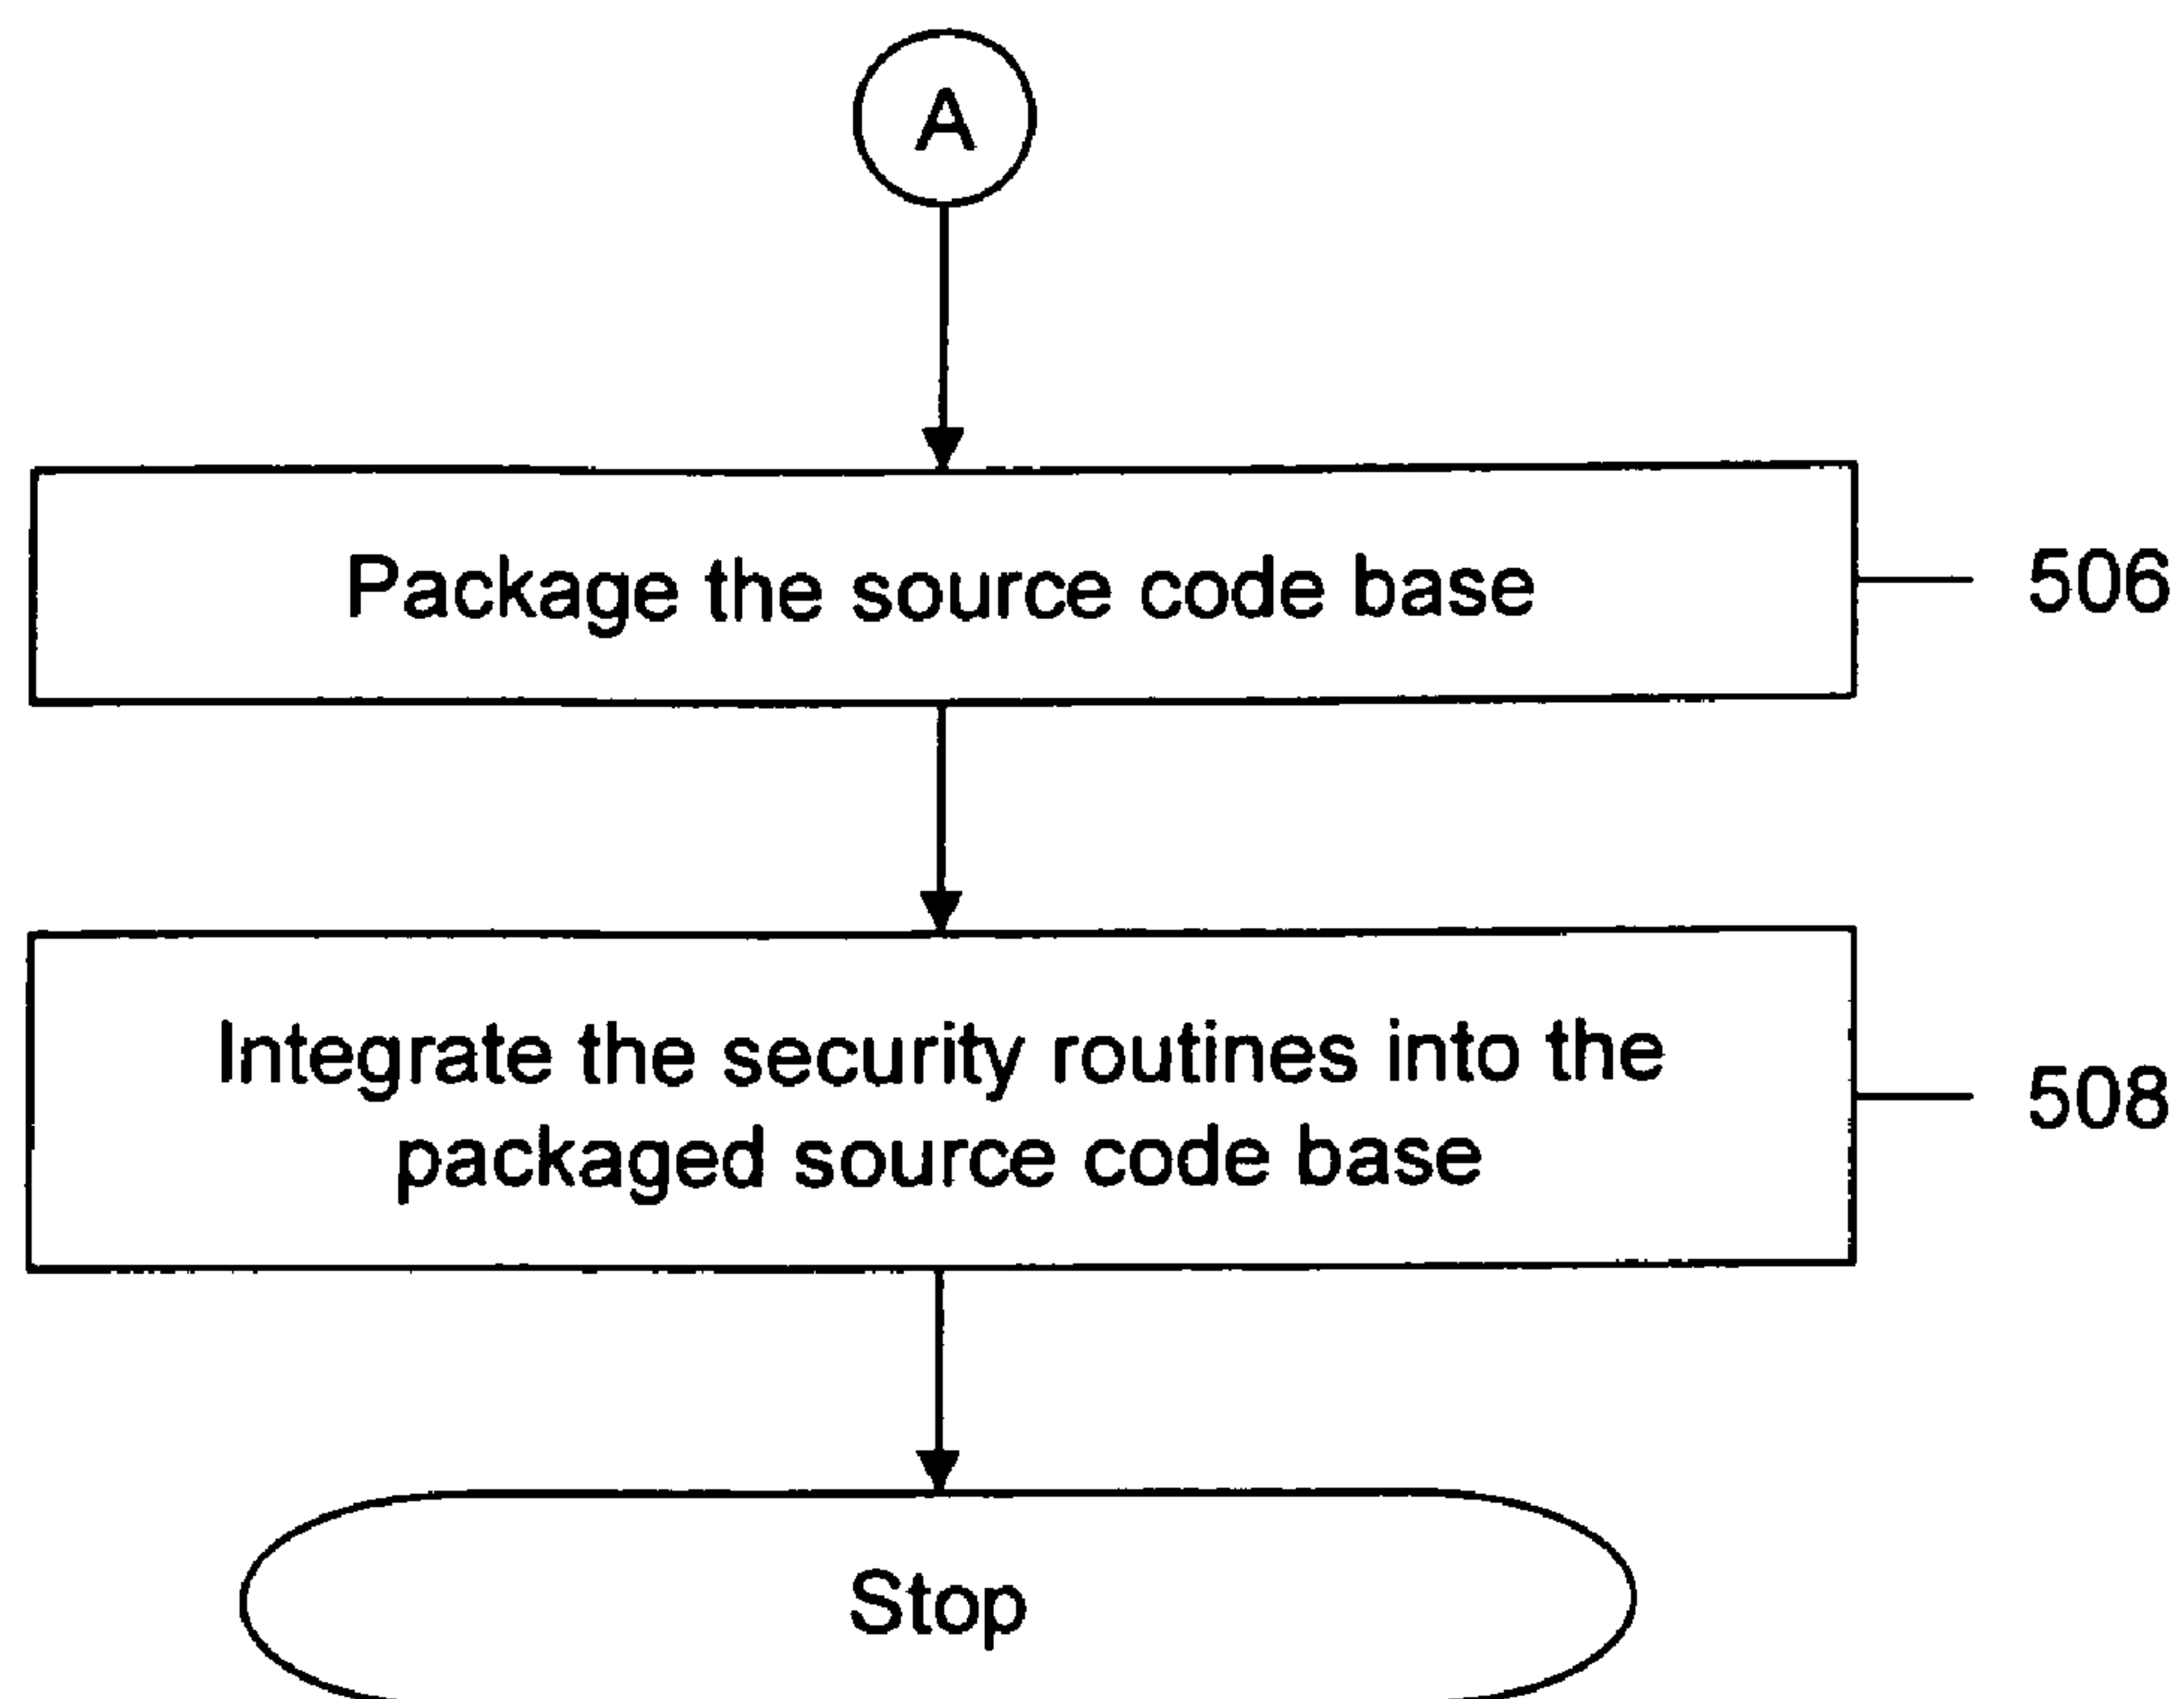 A
Package the source code base
506
Integrate the security routines into the
packaged source code base
508
Stop